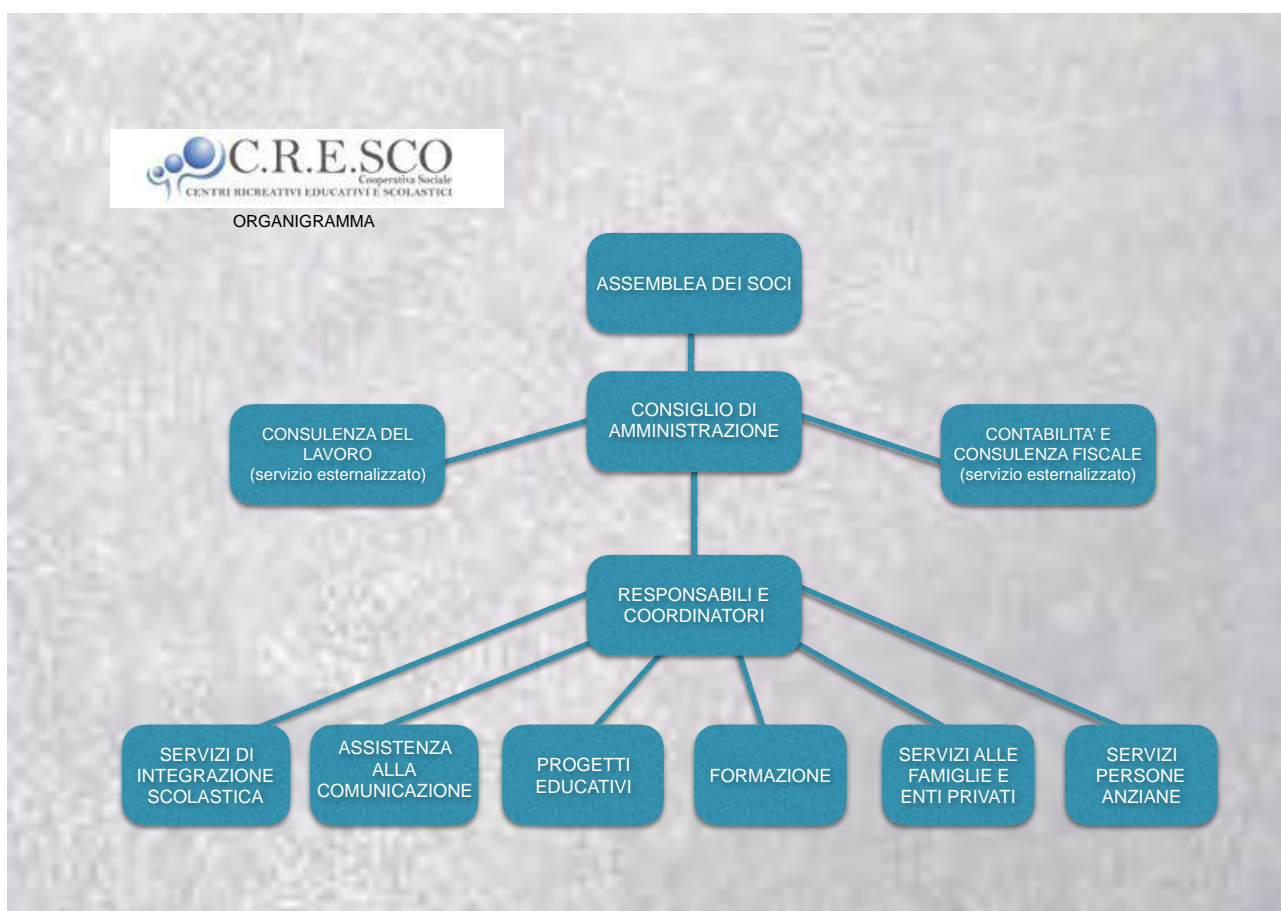 C.R.E.SCO
Cooperativa Sociale
CENTRI RICREATIVI EDUCATIVI E SCOLASTICI
ORGANIGRAMMA
ASSEMBLEA DEI SOCI
CONSIGLIO DI
AMMINISTRAZIONE
CONSULENZA DEL
LAVORO
(servizio esternalizzato)
CONTABILITA’ E
CONSULENZA FISCALE
(servizio esternalizzato)
RESPONSABILI E
COORDINATORI
SERVIZI DI
INTEGRAZIONE
SCOLASTICA
ASSISTENZA
ALLA
COMUNICAZIONE
PROGETTI
EDUCATIVI
FORMAZIONE
SERVIZI ALLE
FAMIGLIE E
ENTI PRIVATI
SERVIZI
PERSONE
ANZIANE